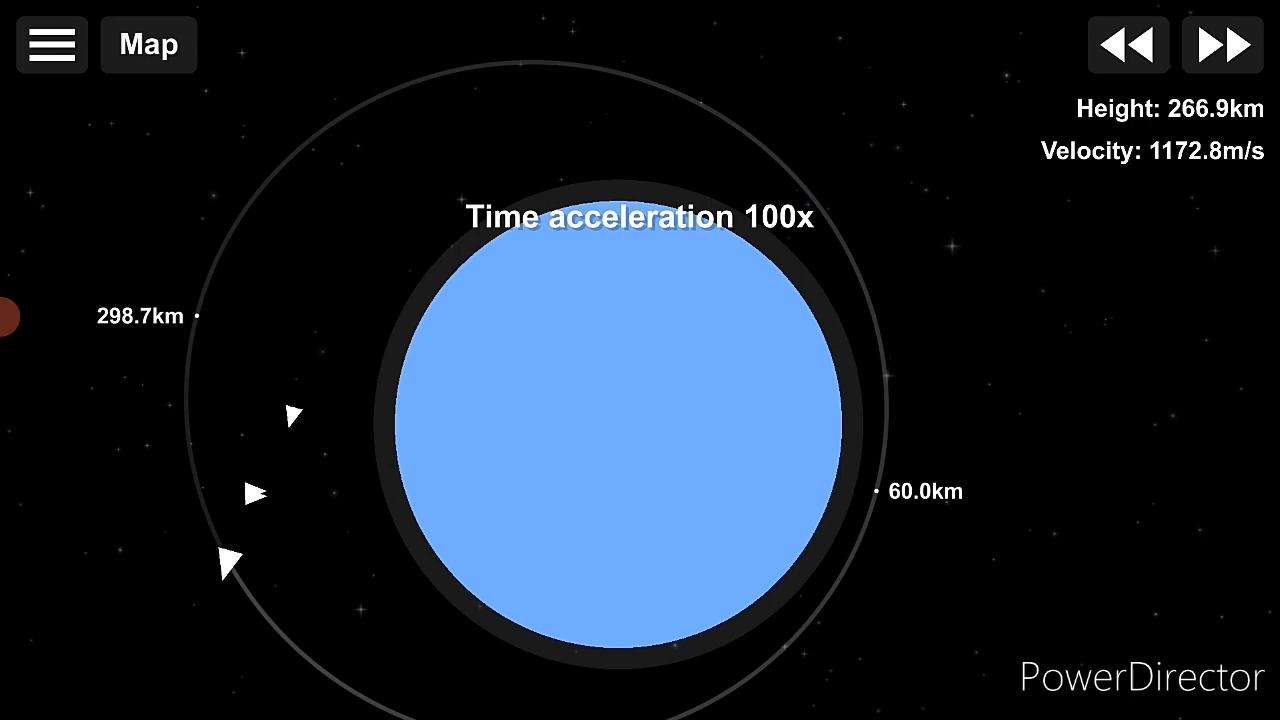 Map
Height: 266.9km
Velocity: 1172.8m/s
Time acceleration 100x
298.7km
60.0km
PowerDirector